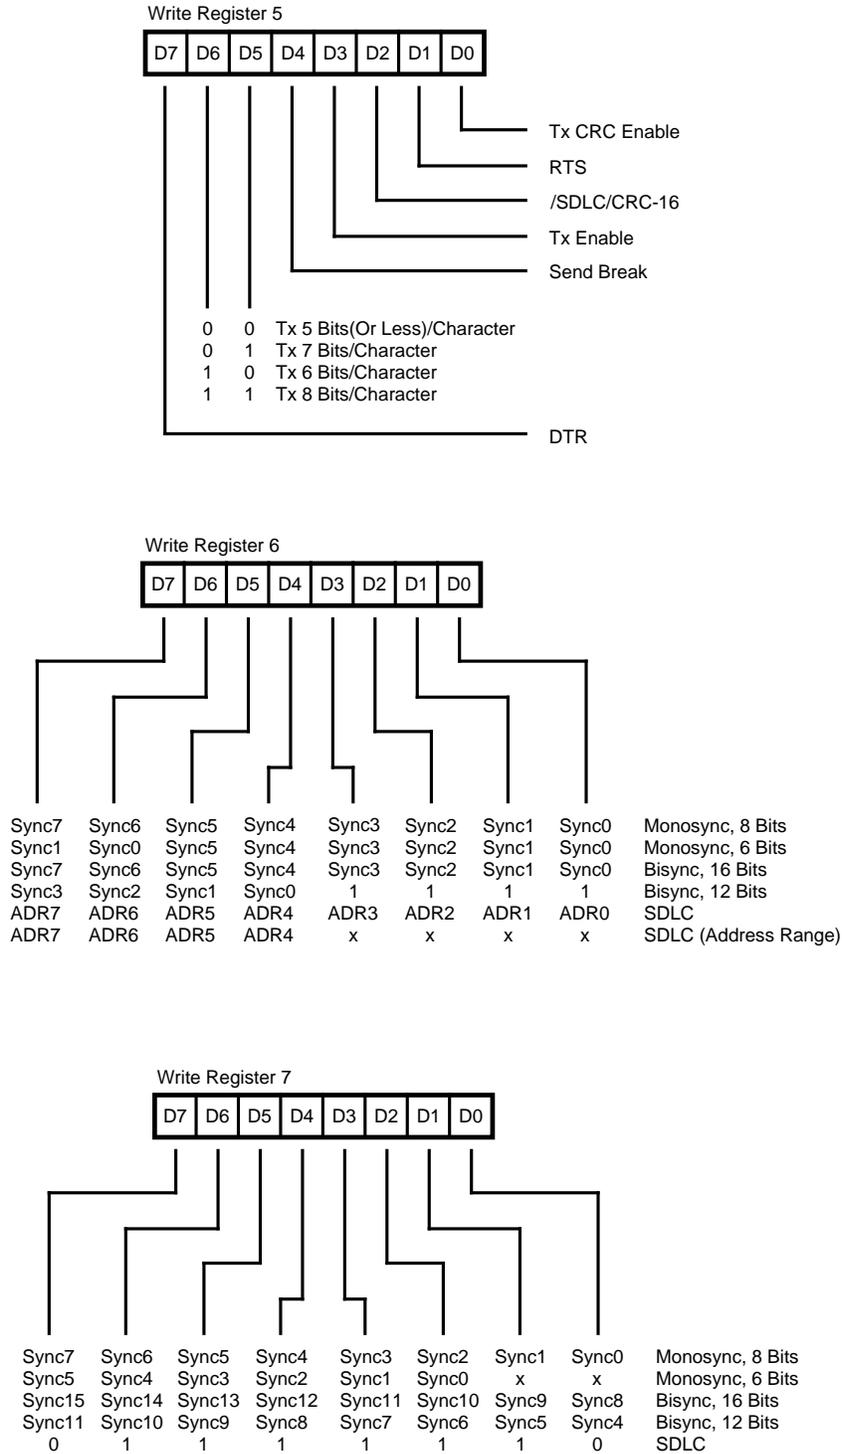 Write Register 5
D7 D6 D5 D4 D3 D2 D1 D0
Tx CRC Enable
RTS
/SDLC/CRC-16
Tx Enable
Send Break
0 0 Tx 5 Bits(Or Less)/Character
0 1 Tx 7 Bits/Character
1 0 Tx 6 Bits/Character
1 1 Tx 8 Bits/Character
DTR
Write Register 6
D7 D6 D5 D4 D3 D2 D1 D0
Sync7 Sync6 Sync5 Sync4 Sync3 Sync2 Sync1 Sync0 Monosync, 8 Bits
Sync1 Sync0 Sync5 Sync4 Sync3 Sync2 Sync1 Sync0 Monosync, 6 Bits
Sync7 Sync6 Sync5 Sync4 Sync3 Sync2 Sync1 Sync0 Bisync, 16 Bits
Sync3 Sync2 Sync1 Sync0 1 1 1 1 Bisync, 12 Bits
ADR7 ADR6 ADR5 ADR4 ADR3 ADR2 ADR1 ADR0 SDLC
ADR7 ADR6 ADR5 ADR4 x x x x SDLC (Address Range)
Write Register 7
D7 D6 D5 D4 D3 D2 D1 D0
Sync7 Sync6 Sync5 Sync4 Sync3 Sync2 Sync1 Sync0 Monosync, 8 Bits
Sync5 Sync4 Sync3 Sync2 Sync1 Sync0 x x Monosync, 6 Bits
Sync15 Sync14 Sync13 Sync12 Sync11 Sync10 Sync9 Sync8 Bisync, 16 Bits
Sync11 Sync10 Sync9 Sync8 Sync7 Sync6 Sync5 Sync4 Bisync, 12 Bits
0 1 1 1 1 1 1 0 SDLC